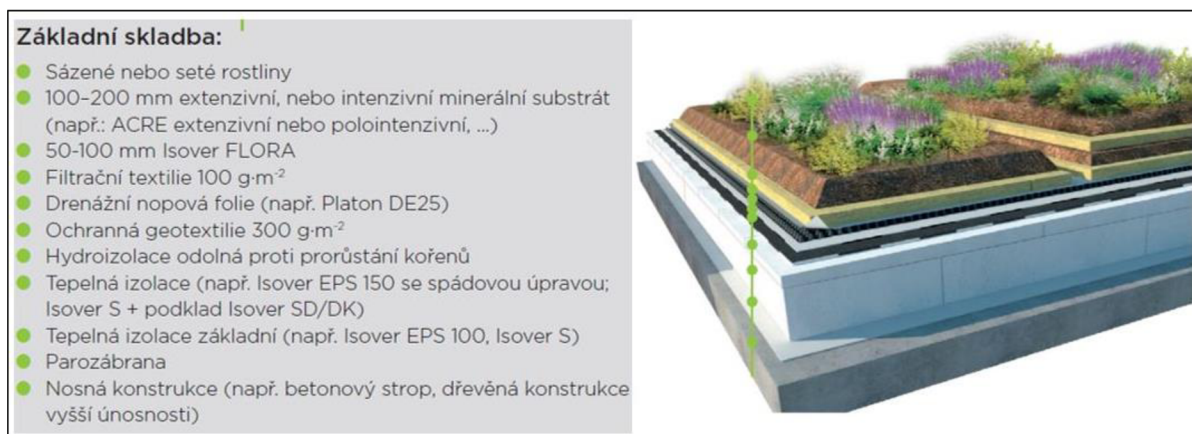 Základní skladba:
Sázené nebo seté rostliny
100–200 mm extenzivní, nebo intenzivní minerální substrát
(např.: ACRE extenzivní nebo polointenzivní, ...)
50-100 mm Isover FLORA
Filtrační textilie 100 g·m⁻²
Drenážní nopová folie (např. Platon DE25)
Ochranná geotextilie 300 g·m⁻²
Hydroizolace odolná proti prorůstání kořenů
Tepelná izolace (např. Isover EPS 150 se spádovou úpravou;
Isover S + podklad Isover SD/DK)
Tepelná izolace základní (např. Isover EPS 100, Isover S)
Parozábrana
Nosná konstrukce (např. betonový strop, dřevěná konstrukce
vyšší únosnosti)